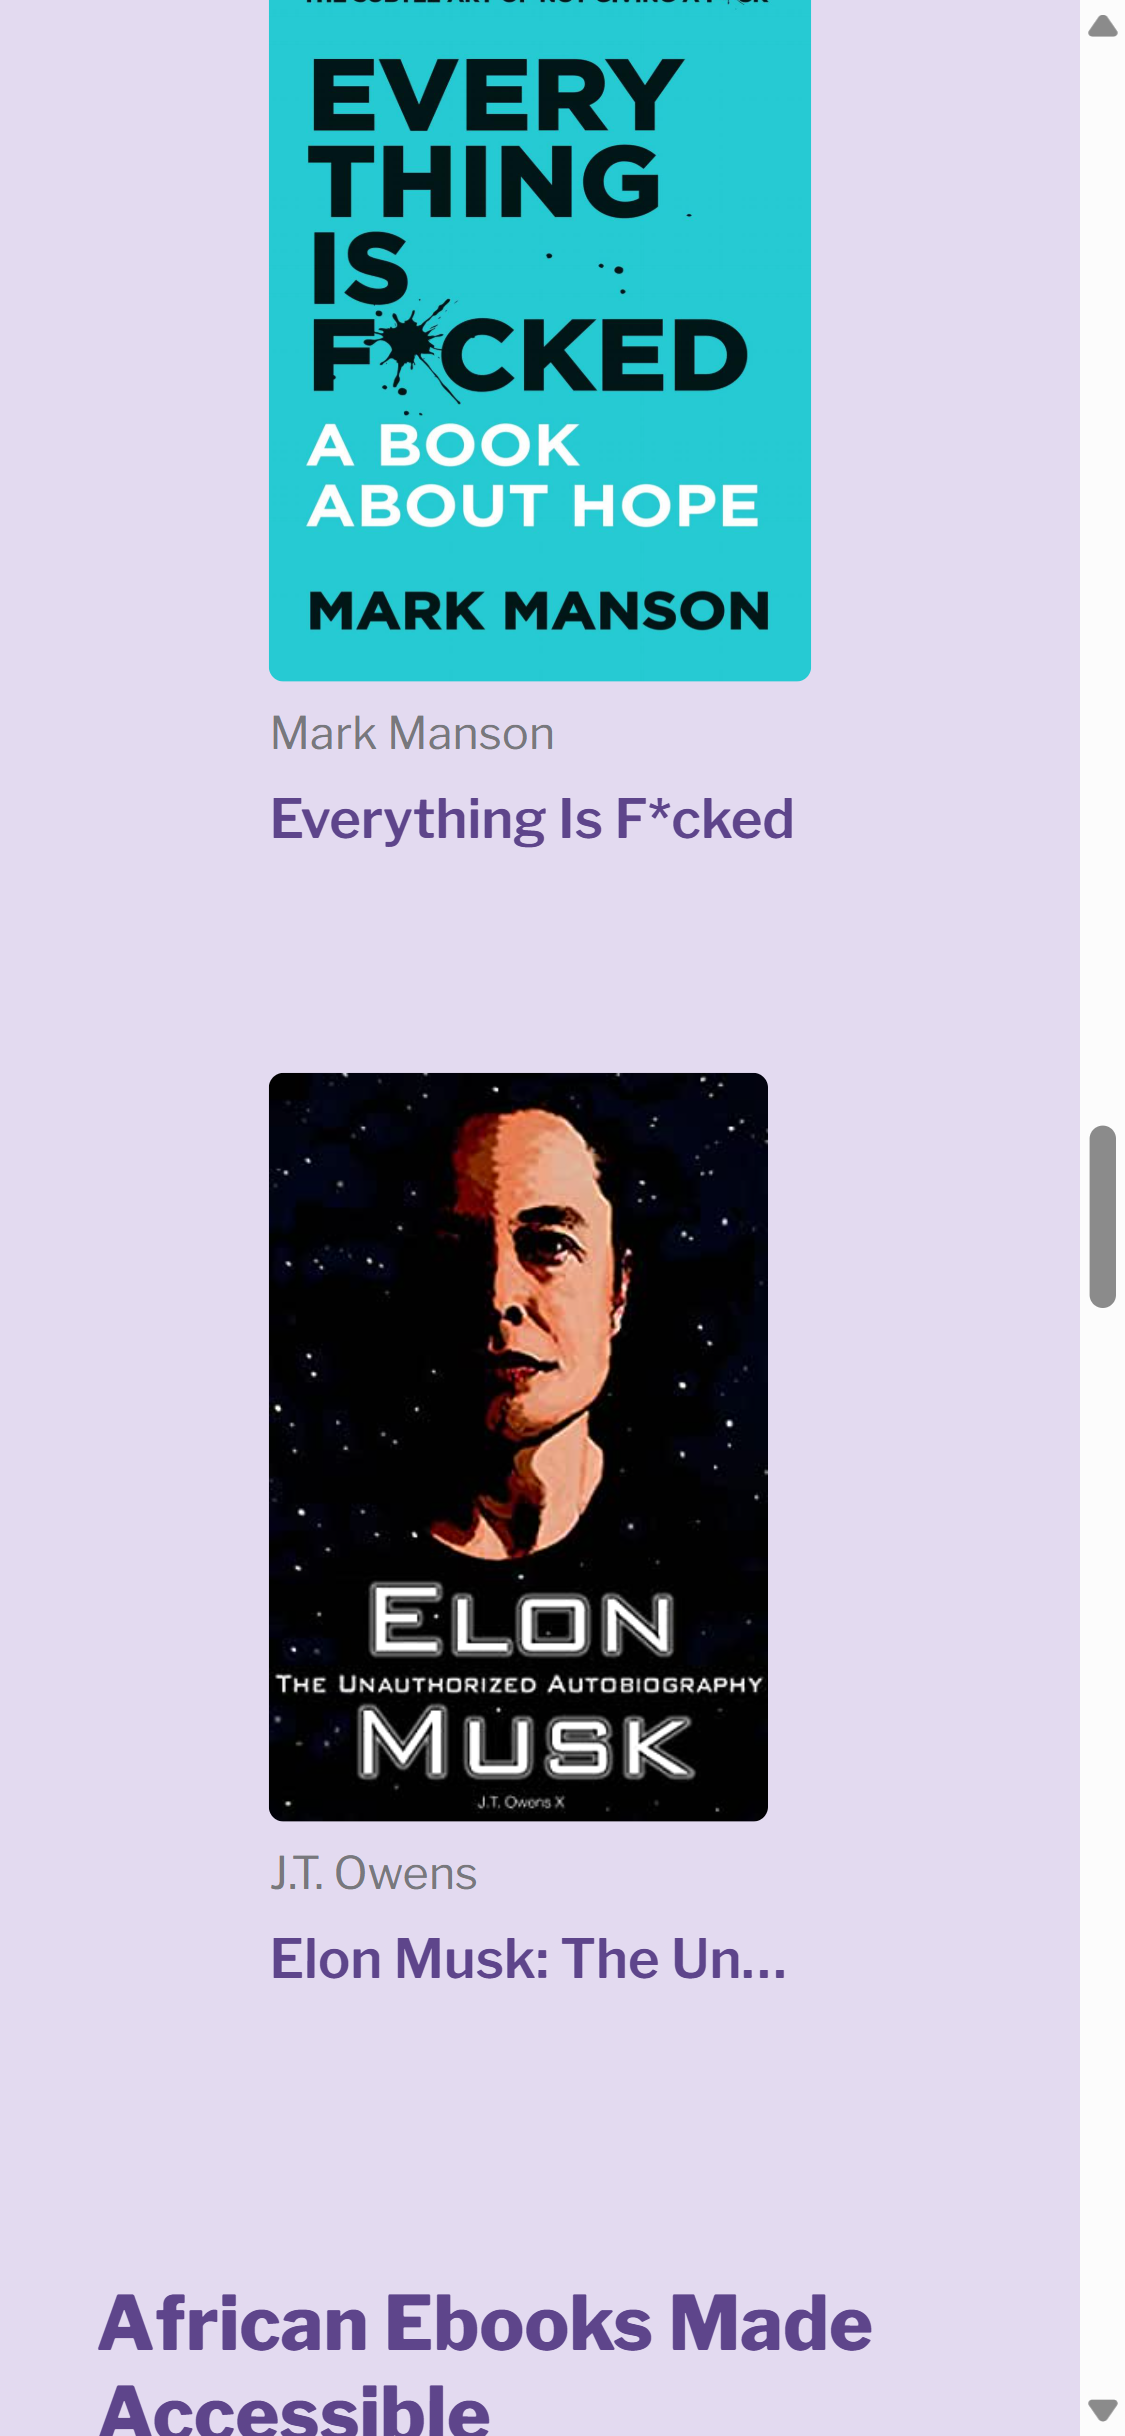 EVERY
THING
IS
F*CKED
A BOOK
ABOUT HOPE
MARK MANSON
Mark Manson
Everything Is F*cked
ELON
THE UNAUTHORIZED AUTOBIOGRAPHY
MUSK
J.T. Owens X
J.T. Owens
Elon Musk: The Un...
African Ebooks Made
Accessible